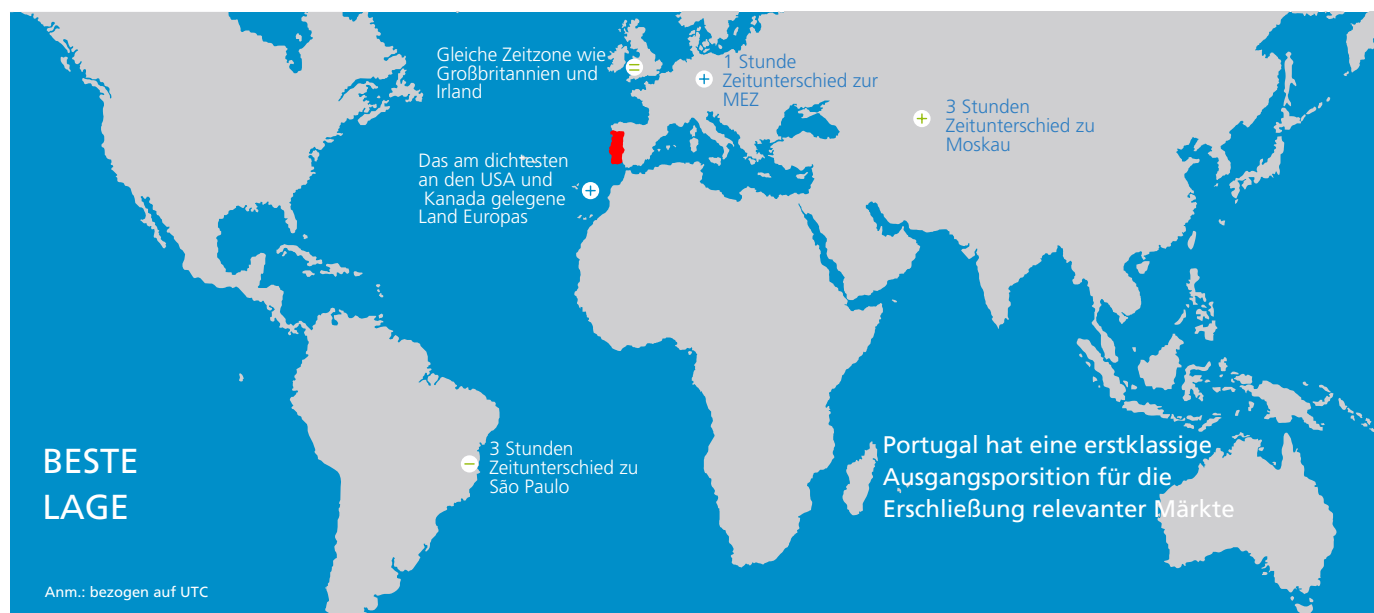 Gleiche Zeitzone wie
Großbritannien und
Irland
1 Stunde
Zeitunterschied zur
MEZ
3 Stunden
Zeitunterschied zu
Moskau
Das am dichtesten
an den USA und
Kanada gelegene
Land Europas
BESTE
LAGE
3 Stunden
Zeitunterschied zu
São Paulo
Portugal hat eine erstklassige
Ausgangsporsition für die
Erschließung relevanter Märkte
Anm.: bezogen auf UTC